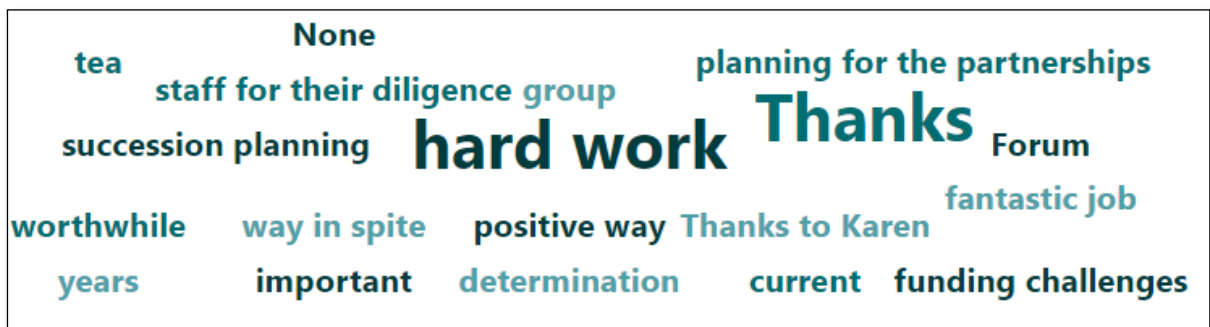 None
tea
planning for the partnerships
staff for their diligence group
Thanks
succession planning
hard work
Forum
fantastic job
worthwhile way in spite positive way Thanks to Karen
years important determination current funding challenges